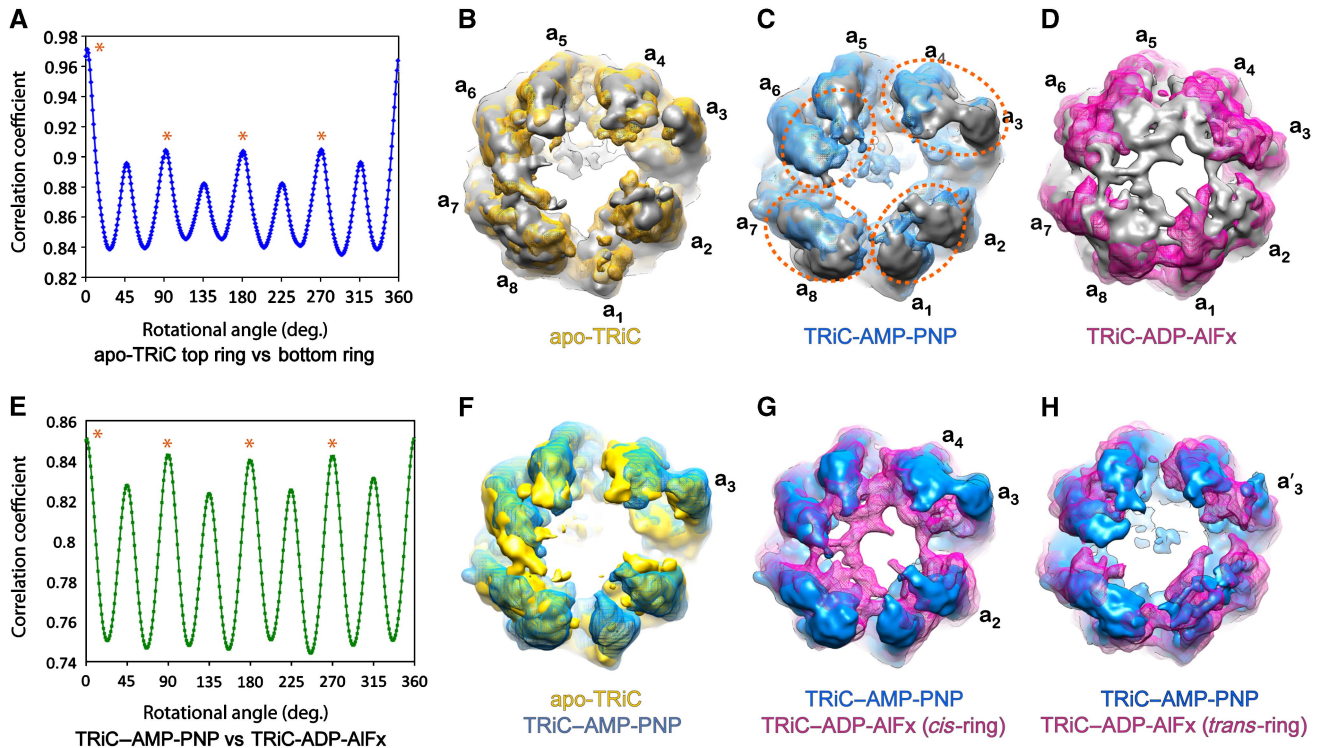 A
0.98
0.96
0.94
0.92
0.9
0.88
0.86
0.84
0.82
Correlation coefficient
*
*
*
*
0 45 90 135 180 225 270 315 360
Rotational angle (deg.)
apo-TRiC top ring vs bottom ring
B
a5
a4
a6
a3
a7
a2
a8
a1
apo-TRiC
C
a5
a4
a6
a3
a7
a2
a8
a1
TRiC-AMP-PNP
D
a5
a4
a6
a3
a7
a2
a8
a1
TRiC-ADP-AlFx
E
0.86
0.84
0.82
0.8
0.78
0.76
0.74
Correlation coefficient
*
*
*
*
0 45 90 135 180 225 270 315 360
Rotational angle (deg.)
TRiC–AMP-PNP vs TRiC-ADP-AlFx
F
a3
apo-TRiC
TRiC–AMP-PNP
G
a4
a3
a2
TRiC–AMP-PNP
TRiC–ADP-AlFx (cis-ring)
H
a′3
TRiC–AMP-PNP
TRiC–ADP-AlFx (trans-ring)